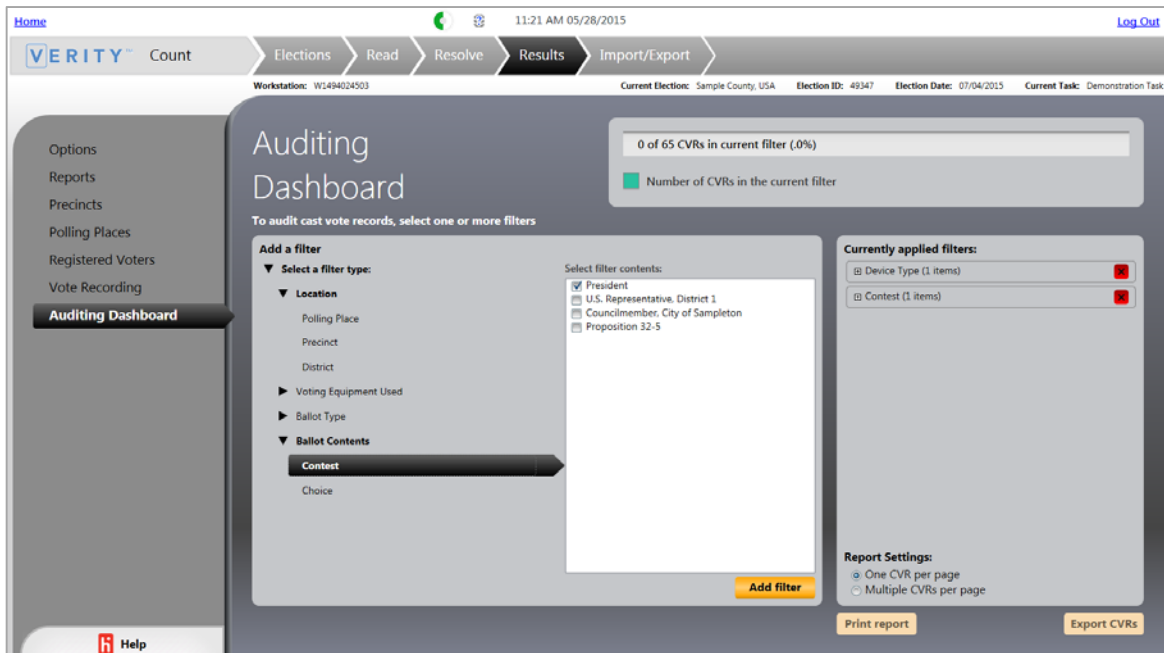 Home 11:21 AM 05/28/2015 Log Out
VERITY™ Count Elections Read Resolve Results Import/Export
Workstation: W1494024503 Current Election: Sample County, USA Election ID: 49347 Election Date: 07/04/2015 Current Task: Demonstration Task
Options
Reports
Precincts
Polling Places
Registered Voters
Vote Recording
Auditing Dashboard
Help
Auditing
Dashboard
To audit cast vote records, select one or more filters
0 of 65 CVRs in current filter (.0%)
Number of CVRs in the current filter
Add a filter
Select a filter type:
Location
Polling Place
Precinct
District
Voting Equipment Used
Ballot Type
Ballot Contents
Contest
Choice
Select filter contents:
President
U.S. Representative, District 1
Councilmember, City of Sampleton
Proposition 32-5
Add filter
Currently applied filters:
Device Type (1 items)
Contest (1 items)
Report Settings:
One CVR per page
Multiple CVRs per page
Print report Export CVRs